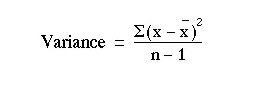 Variance = Σ(x − x̄)² / n − 1